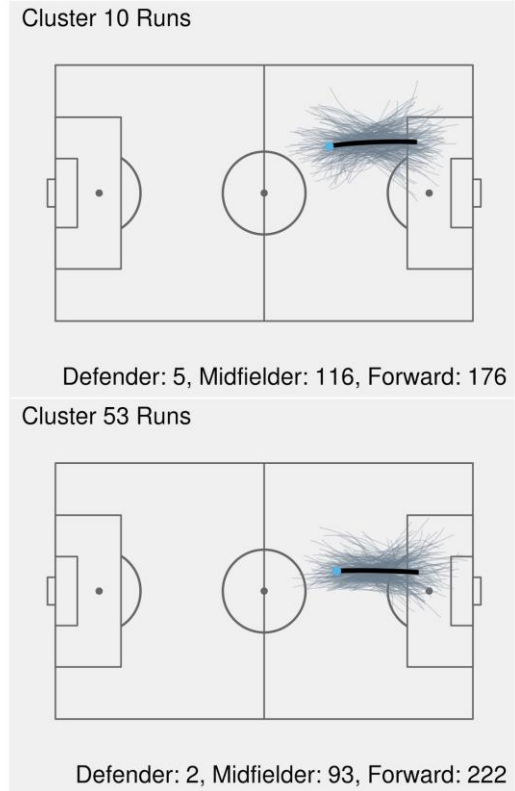 Cluster 10 Runs
Defender: 5, Midfielder: 116, Forward: 176
Cluster 53 Runs
Defender: 2, Midfielder: 93, Forward: 222